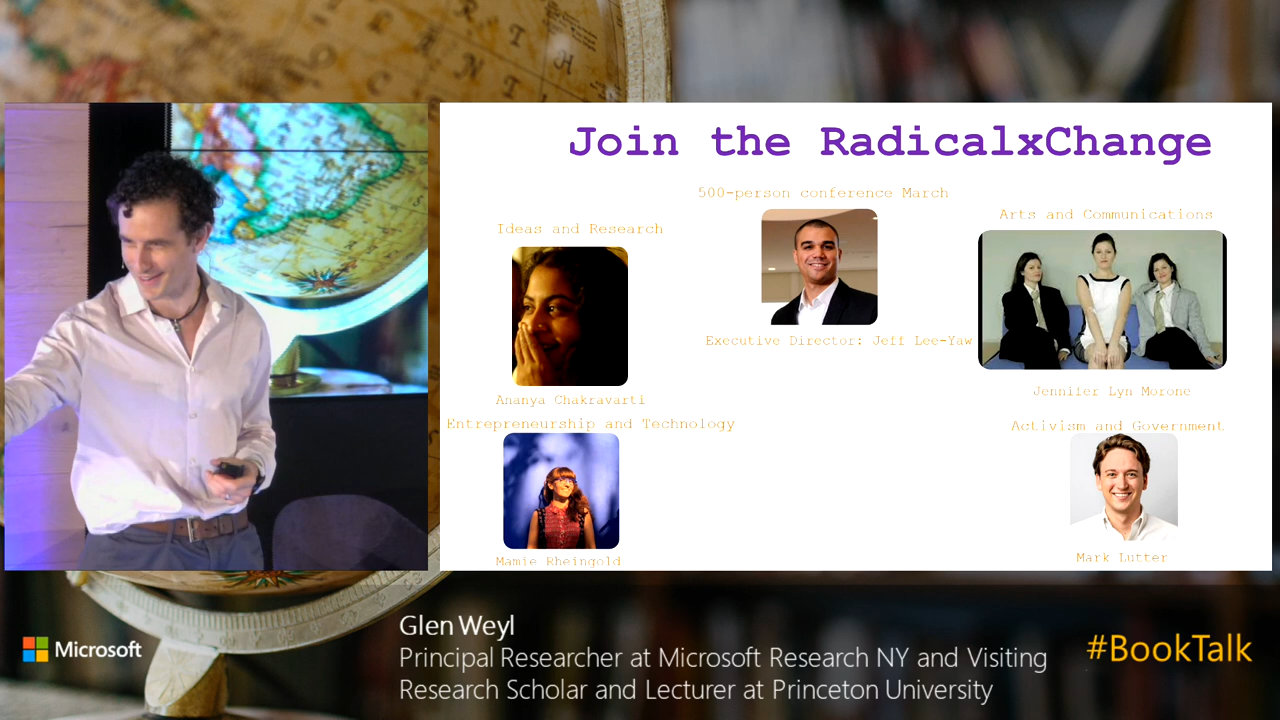 Join the RadicalxChange
500-person conference March
Arts and Communications
Ideas and Research
Executive Director: Jeff Lee-Yaw
Jennifer Lyn Morone
Ananya Chakravarti
Entrepreneurship and Technology
Activism and Government
Mamie Rheingold
Mark Lutter
Microsoft
Glen Weyl
Principal Researcher at Microsoft Research NY and Visiting
Research Scholar and Lecturer at Princeton University
#BookTalk